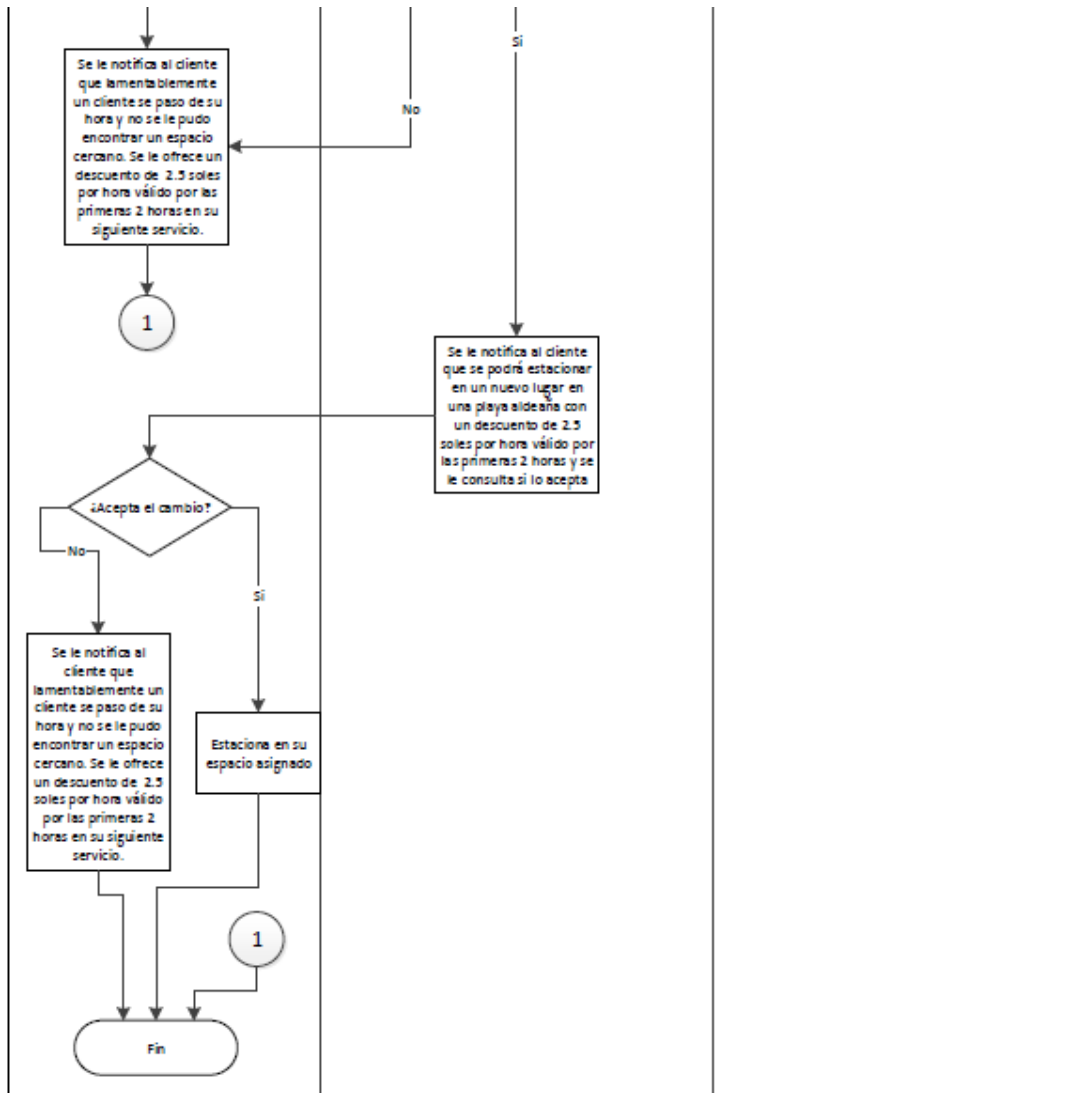 Si
Se le notifica al cliente
que lamentablemente
un cliente se paso de su
hora y no se le pudo
encontrar un espacio
cercano. Se le ofrece un
descuento de 2.5 soles
por hora válido por las
primeras 2 horas en su
siguiente servicio.
No
1
Se le notifica al cliente
que se podrá estacionar
en un nuevo lugar en
una playa aldeaña con
un descuento de 2.5
soles por hora válido por
las primeras 2 horas y se
le consulta si lo acepta
¿Acepta el cambio?
No
Si
Se le notifica al
cliente que
lamentablemente un
cliente se paso de su
hora y no se le pudo
encontrar un espacio
cercano. Se le ofrece
un descuento de 2.5
soles por hora válido
por las primeras 2
horas en su siguiente
servicio.
Estaciona en su
espacio asignado
1
Fin